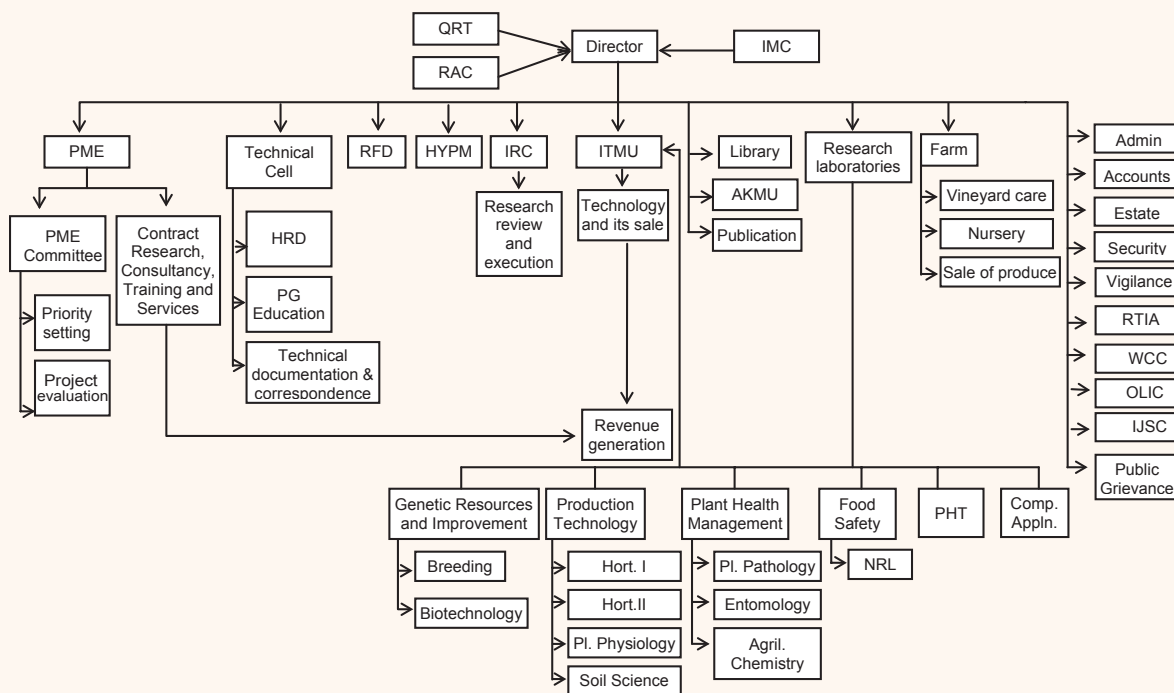 QRT
Director
IMC
RAC
PME
Technical
Cell
RFD
HYPM
IRC
ITMU
Library
Research
laboratories
Farm
Admin
Accounts
Estate
Security
Vigilance
RTIA
WCC
OLIC
IJSC
Public
Grievance
PME
Committee
Contract
Research,
Consultancy,
Training and
Services
Priority
setting
Project
evaluation
HRD
PG
Education
Technical
documentation &
correspondence
Research
review and
execution
Technology
and its sale
AKMU
Publication
Vineyard care
Nursery
Sale of produce
Revenue
generation
Genetic Resources
and Improvement
Production
Technology
Plant Health
Management
Food
Safety
PHT
Comp.
Appln.
Breeding
Biotechnology
Hort. I
Hort.II
Pl. Physiology
Soil Science
Pl. Pathology
Entomology
Agril.
Chemistry
NRL